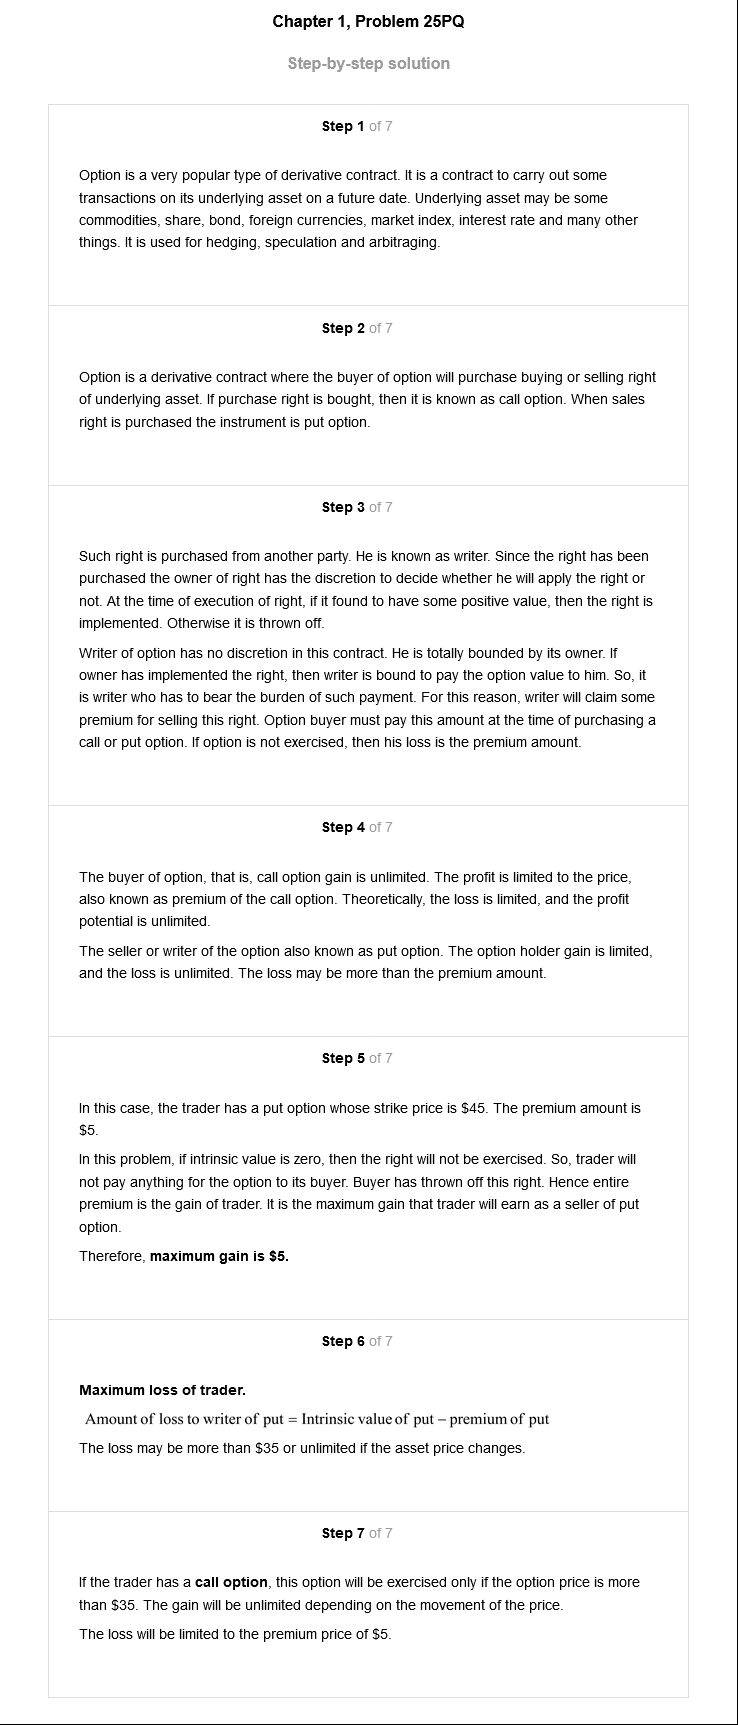 Chapter 1, Problem 25PQ
Step-by-step solution
Step 1 of 7
Option is a very popular type of derivative contract. It is a contract to carry out some
transactions on its underlying asset on a future date. Underlying asset may be some
commodities, share, bond, foreign currencies, market index, interest rate and many other
things. It is used for hedging, speculation and arbitraging.
Step 2 of 7
Option is a derivative contract where the buyer of option will purchase buying or selling right
of underlying asset. If purchase right is bought, then it is known as call option. When sales
right is purchased the instrument is put option.
Step 3 of 7
Such right is purchased from another party. He is known as writer. Since the right has been
purchased the owner of right has the discretion to decide whether he will apply the right or
not. At the time of execution of right, if it found to have some positive value, then the right is
implemented. Otherwise it is thrown off.
Writer of option has no discretion in this contract. He is totally bounded by its owner. If
owner has implemented the right, then writer is bound to pay the option value to him. So, it
is writer who has to bear the burden of such payment. For this reason, writer will claim some
premium for selling this right. Option buyer must pay this amount at the time of purchasing a
call or put option. If option is not exercised, then his loss is the premium amount.
Step 4 of 7
The buyer of option, that is, call option gain is unlimited. The profit is limited to the price,
also known as premium of the call option. Theoretically, the loss is limited, and the profit
potential is unlimited.
The seller or writer of the option also known as put option. The option holder gain is limited,
and the loss is unlimited. The loss may be more than the premium amount.
Step 5 of 7
In this case, the trader has a put option whose strike price is $45. The premium amount is
$5.
In this problem, if intrinsic value is zero, then the right will not be exercised. So, trader will
not pay anything for the option to its buyer. Buyer has thrown off this right. Hence entire
premium is the gain of trader. It is the maximum gain that trader will earn as a seller of put
option.
Therefore, maximum gain is $5.
Step 6 of 7
Maximum loss of trader.
Amount of loss to writer of put = Intrinsic value of put − premium of put
The loss may be more than $35 or unlimited if the asset price changes.
Step 7 of 7
If the trader has a call option, this option will be exercised only if the option price is more
than $35. The gain will be unlimited depending on the movement of the price.
The loss will be limited to the premium price of $5.